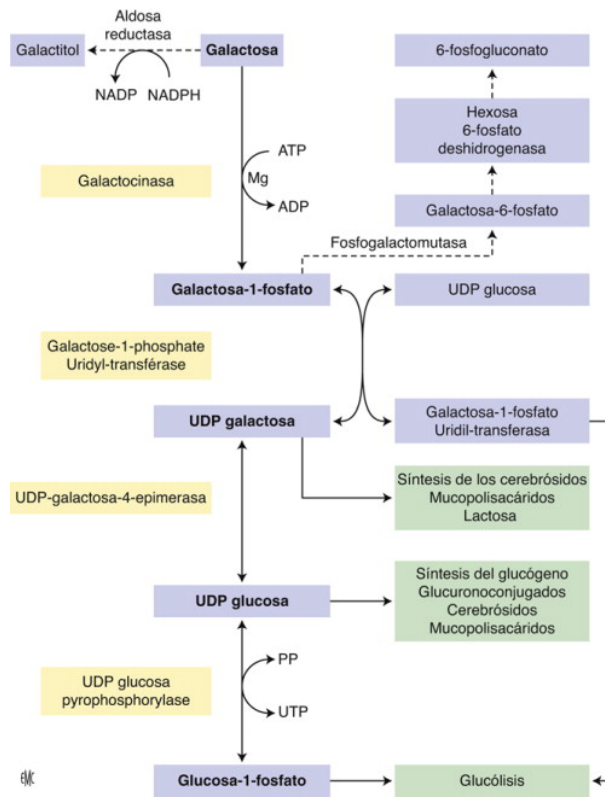 Aldosa
reductasa
Galactitol
Galactosa
NADP
NADPH
6-fosfogluconato
Hexosa
6-fosfato
deshidrogenasa
Galactosa-6-fosfato
Galactocinasa
ATP
Mg
ADP
Fosfogalactomutasa
Galactosa-1-fosfato
UDP glucosa
Galactose-1-phosphate
Uridyl-transférase
UDP galactosa
Galactosa-1-fosfato
Uridil-transferasa
UDP-galactosa-4-epimerasa
Síntesis de los cerebrósidos
Mucopolisacáridos
Lactosa
UDP glucosa
Síntesis del glucógeno
Glucuronoconjugados
Cerebrósidos
Mucopolisacáridos
UDP glucosa
pyrophosphorylase
PP
UTP
EMC
Glucosa-1-fosfato
Glucólisis